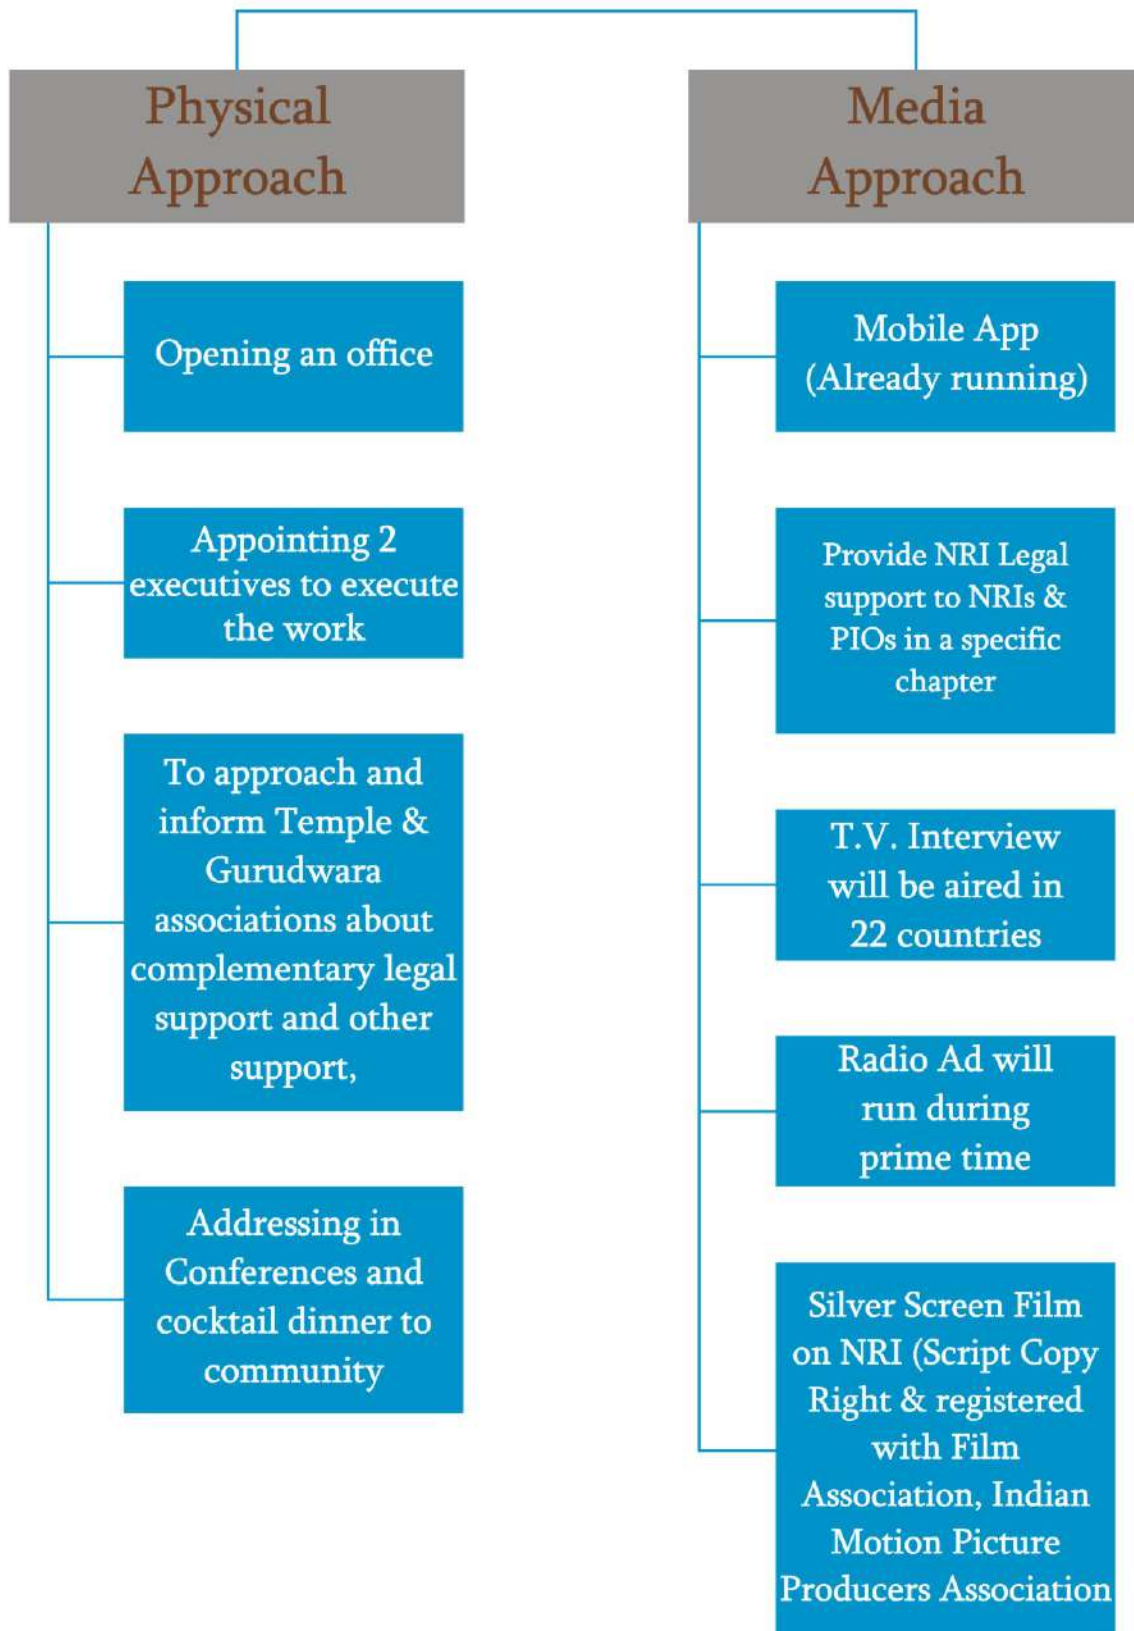 Physical
Approach
Opening an office
Appointing 2
executives to execute
the work
To approach and
inform Temple &
Gurudwara
associations about
complementary legal
support and other
support,
Addressing in
Conferences and
cocktail dinner to
community
Media
Approach
Mobile App
(Already running)
Provide NRI Legal
support to NRIs &
PIOs in a specific
chapter
T.V. Interview
will be aired in
22 countries
Radio Ad will
run during
prime time
Silver Screen Film
on NRI (Script Copy
Right & registered
with Film
Association, Indian
Motion Picture
Producers Association